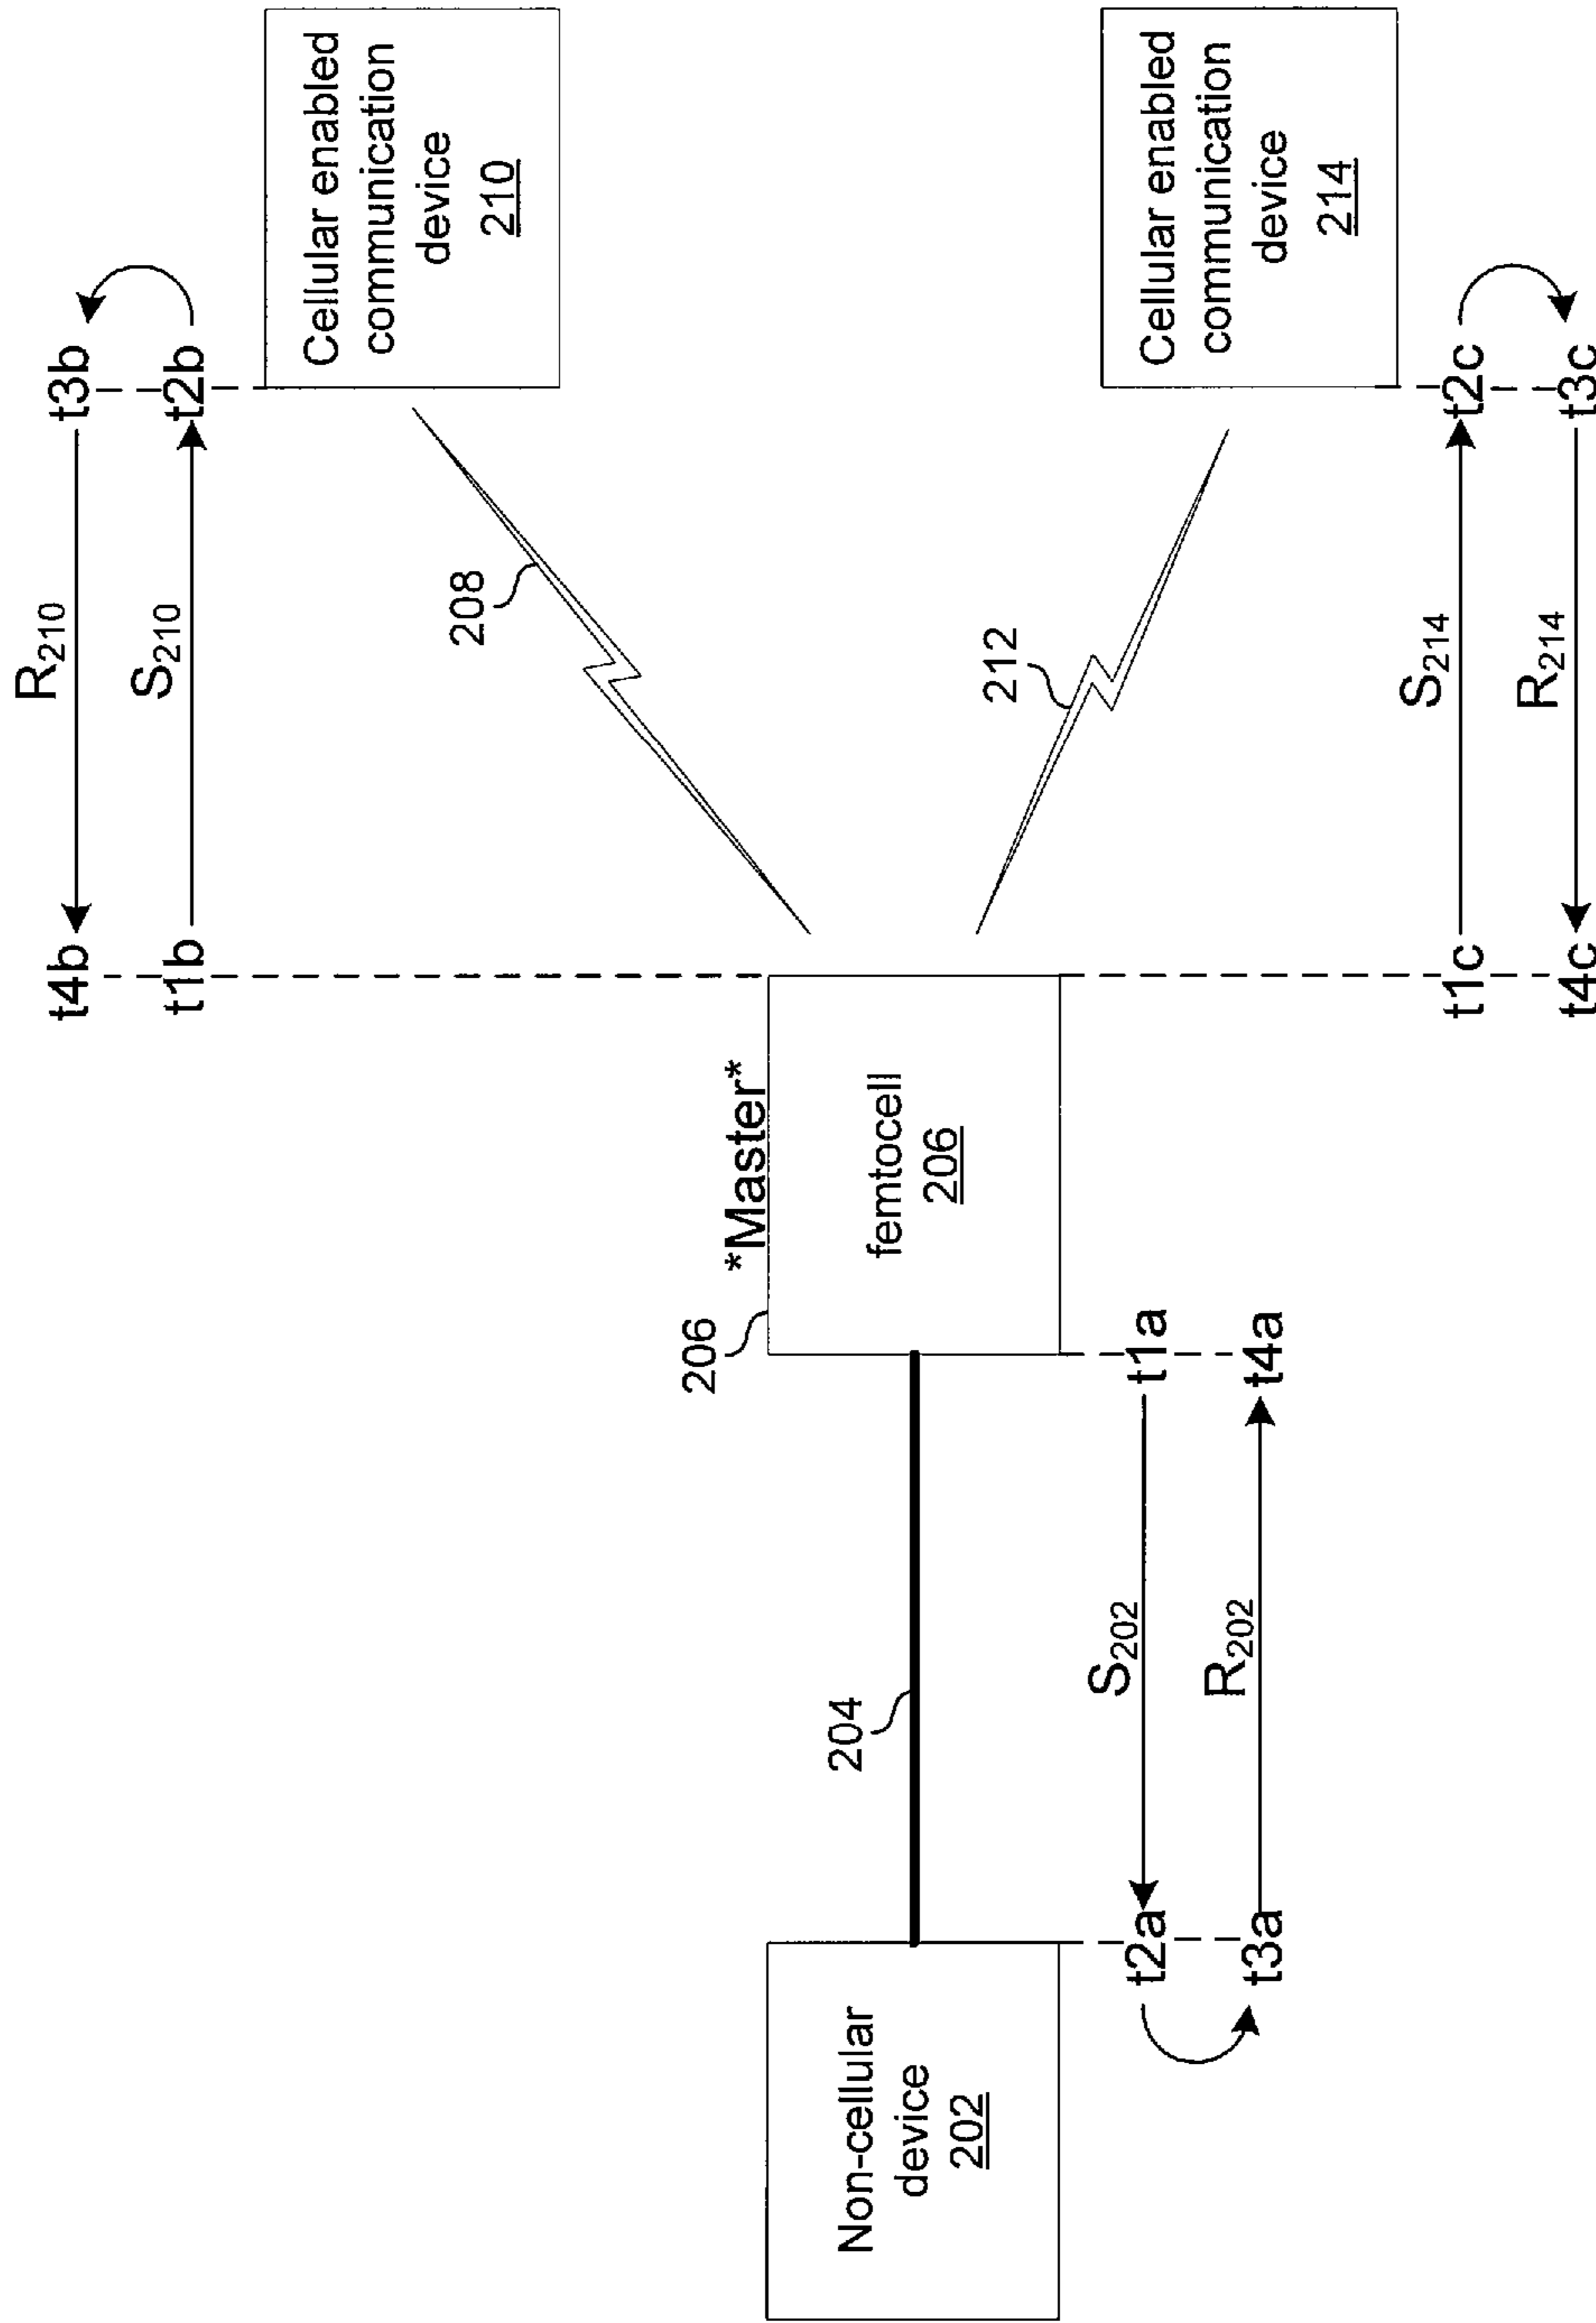 t4b
R210
t3b
t1b
S210
t2b
Cellular enabled
communication
device
210
208
*Master*
206
femtocell
206
204
Non-cellular
device
202
212
Cellular enabled
communication
device
214
t2a
S202
t1a
t3a
R202
t4a
t1c
S214
t2c
t4c
R214
t3c